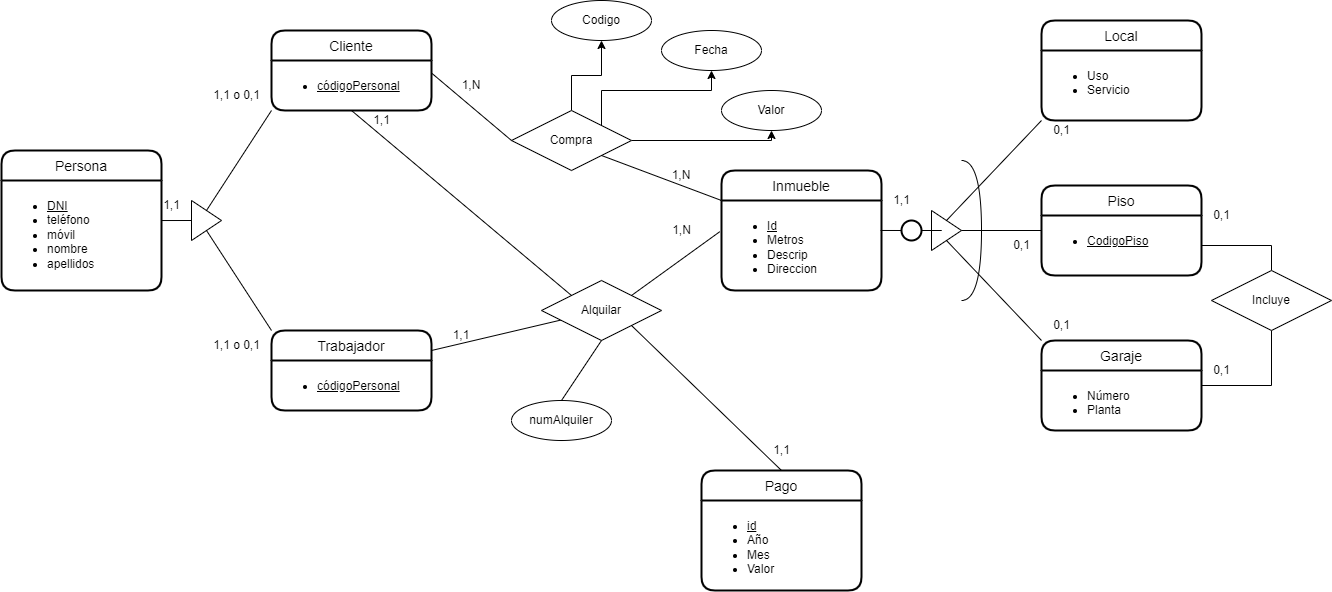 Codigo
Fecha
Valor
Cliente
códigoPersonal
1,1 o 0,1
1,N
1,1
Compra
Local
Uso
Servicio
0,1
Persona
DNI
teléfono
móvil
nombre
apellidos
1,1
1,N
Inmueble
Id
Metros
Descrip
Direccion
1,1
1,N
Piso
CodigoPiso
0,1
0,1
Alquilar
Incluye
1,1 o 0,1
Trabajador
códigoPersonal
1,1
0,1
Garaje
Número
Planta
0,1
numAlquiler
1,1
Pago
id
Año
Mes
Valor